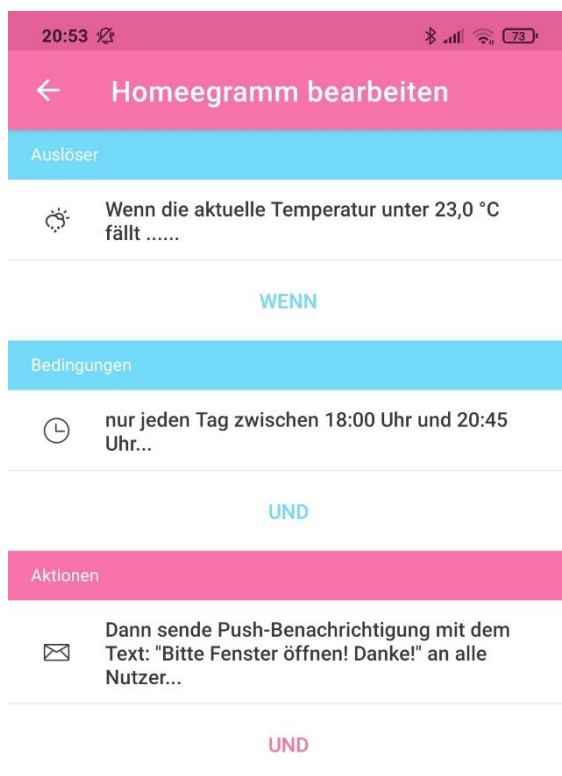 20:53
73
Homeegramm bearbeiten
Auslöser
Wenn die aktuelle Temperatur unter 23,0 °C
fällt ......
WENN
Bedingungen
nur jeden Tag zwischen 18:00 Uhr und 20:45
Uhr...
UND
Aktionen
Dann sende Push-Benachrichtigung mit dem
Text: "Bitte Fenster öffnen! Danke!" an alle
Nutzer...
UND